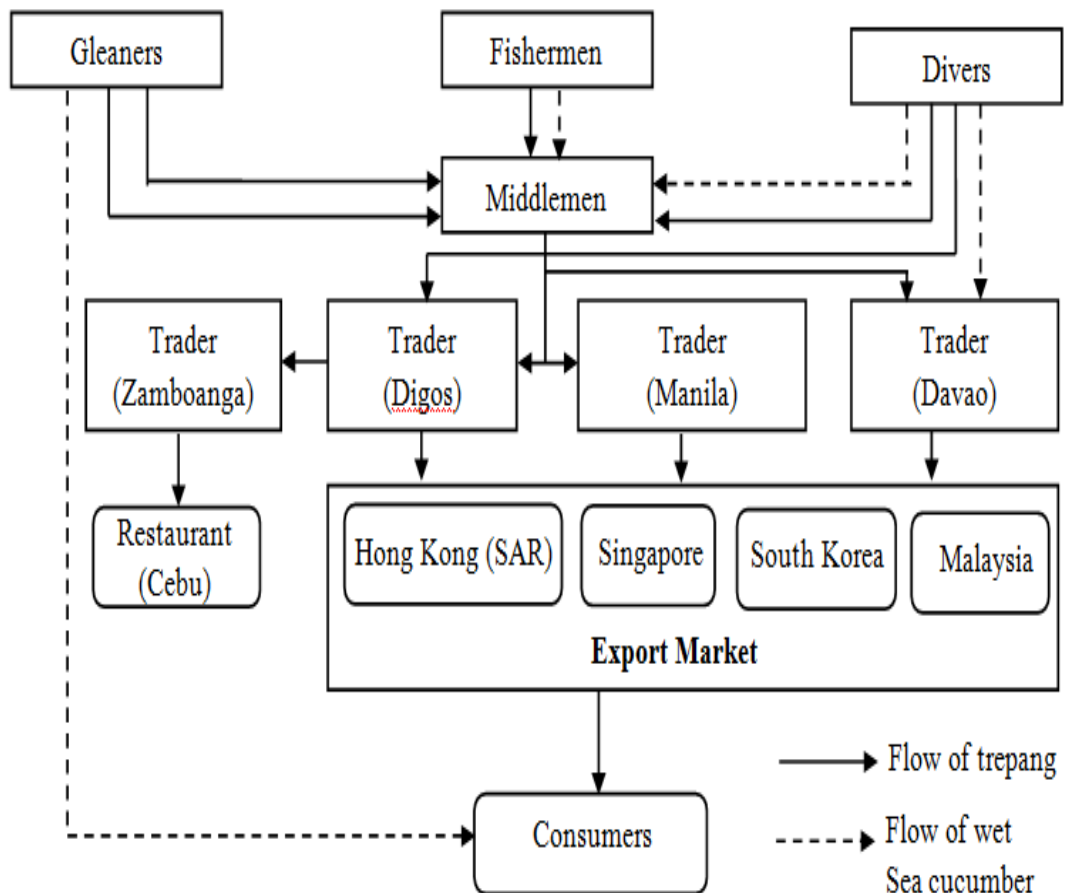 Gleaners
Fishermen
Divers
Middlemen
Trader
(Zamboanga)
Trader
(Digos)
Trader
(Manila)
Trader
(Davao)
Restaurant
(Cebu)
Hong Kong (SAR)
Singapore
South Korea
Malaysia
Export Market
Consumers
Flow of trepang
Flow of wet
Sea cucumber